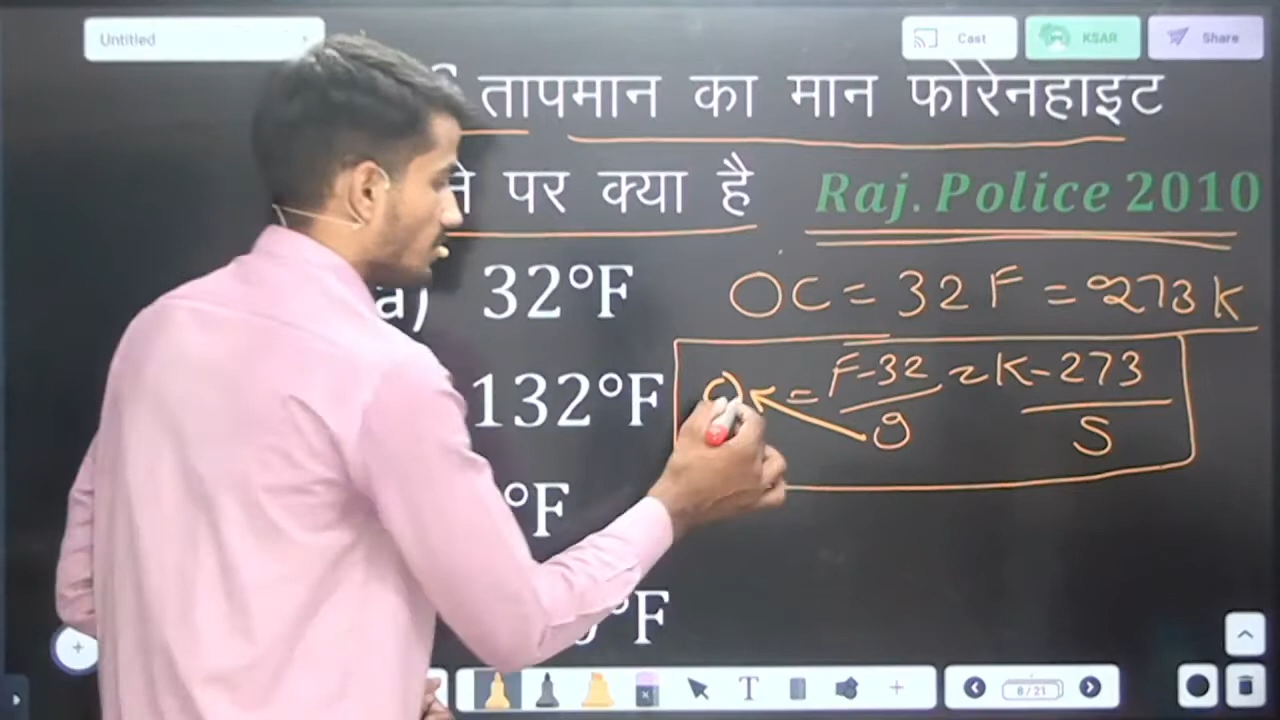 Untitled
Cast
KSAR
Share
तापमान का मान फोरेनहाइट
पर क्या है Raj. Police 2010
a) 32°F
OC = 32 F = 273 K
132°F
F-32 = K-273
9 5
°F
°F
T
8/21